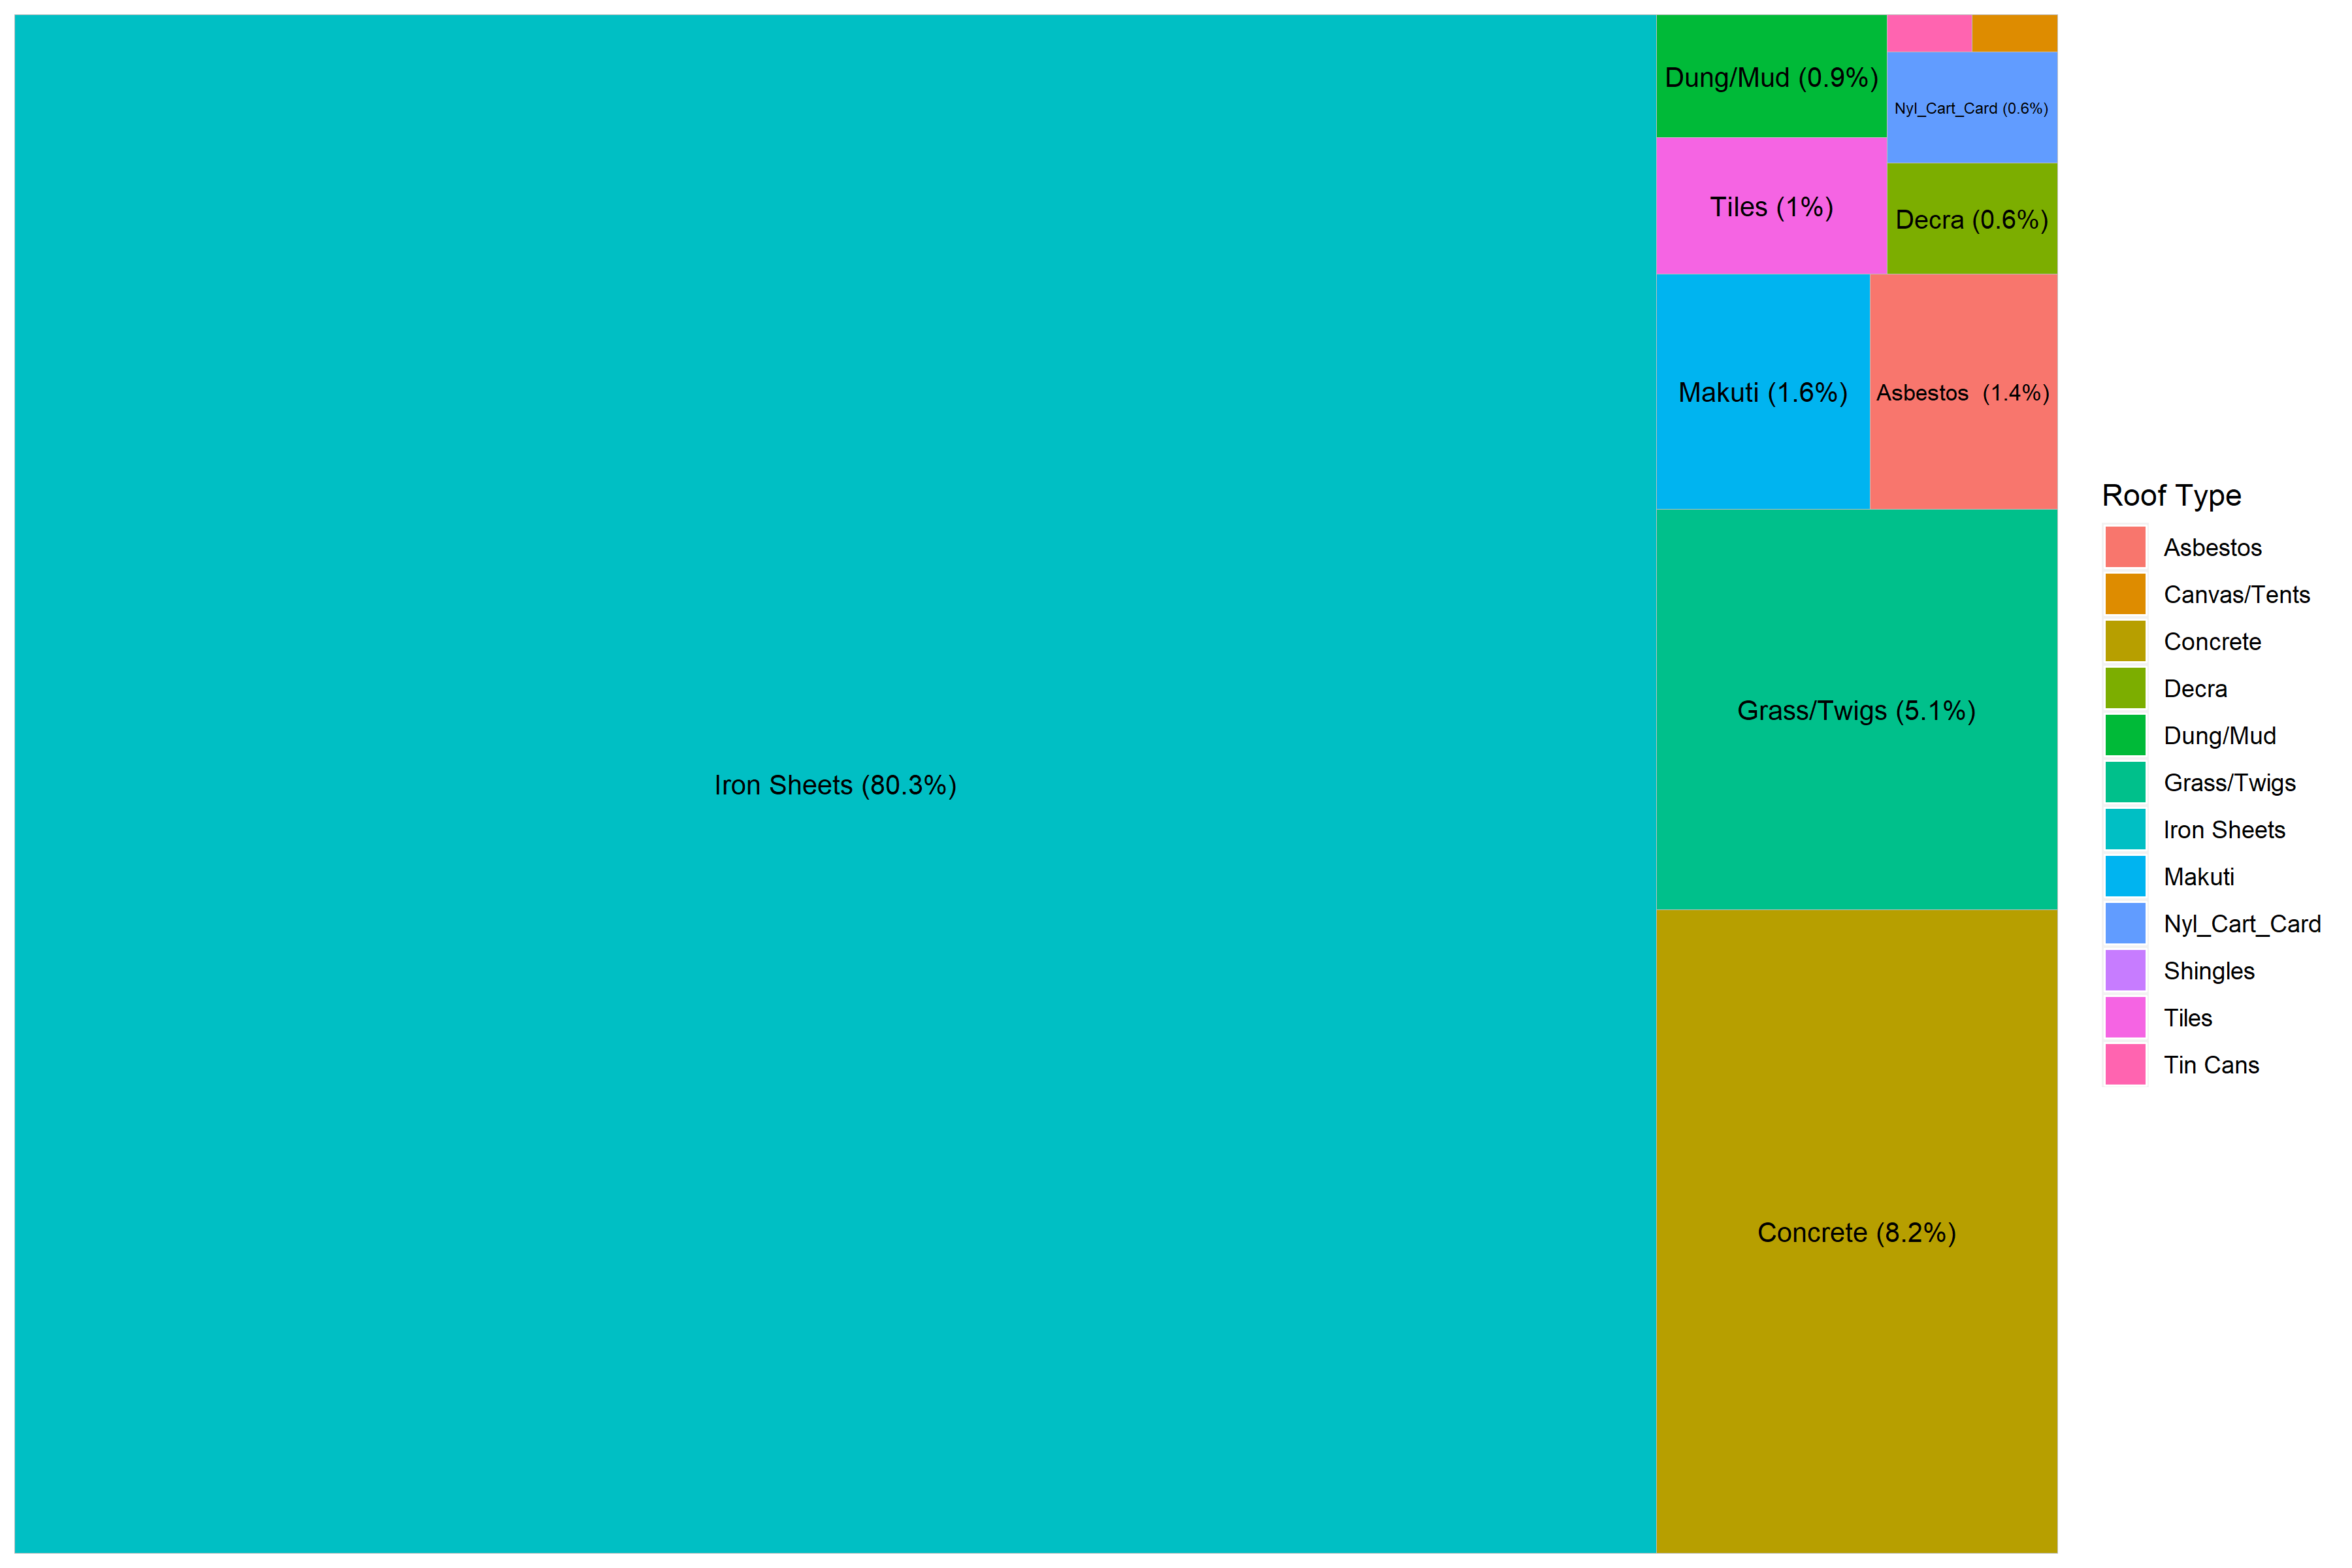 Dung/Mud (0.9%)
Nyl_Cart_Card (0.6%)
Tiles (1%)
Decra (0.6%)
Makuti (1.6%)
Asbestos  (1.4%)
Grass/Twigs (5.1%)
Iron Sheets (80.3%)
Concrete (8.2%)
Roof Type
Asbestos
Canvas/Tents
Concrete
Decra
Dung/Mud
Grass/Twigs
Iron Sheets
Makuti
Nyl_Cart_Card
Shingles
Tiles
Tin Cans